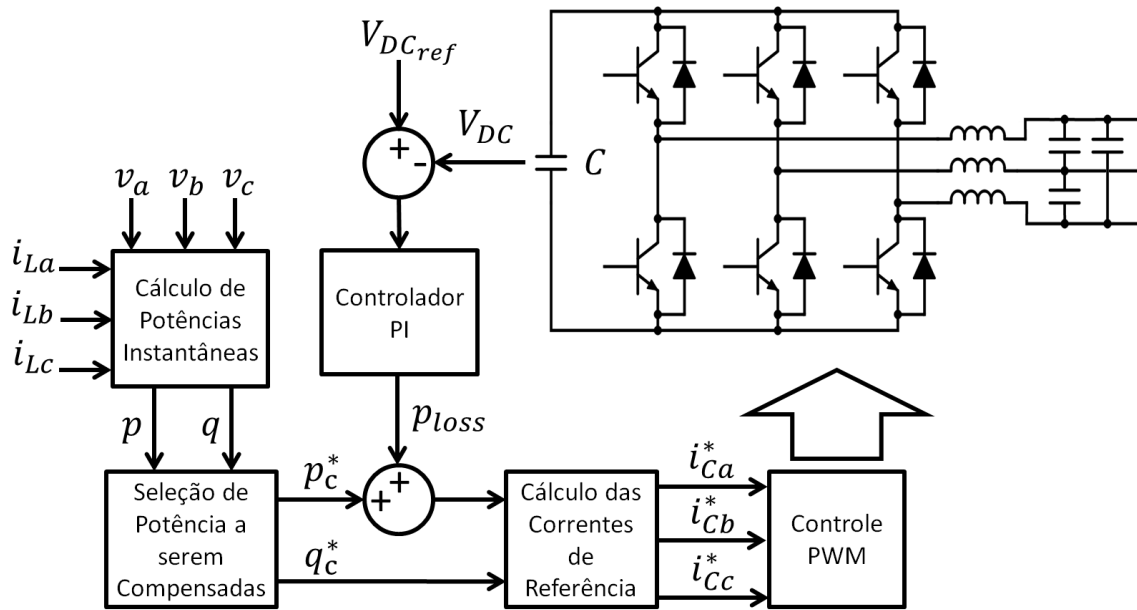 V_DC_ref
V_DC
+
-
C
v_a v_b v_c
i_La
i_Lb
i_Lc
Cálculo de
Potências
Instantâneas
Controlador
PI
p q
p_loss
Seleção de
Potência a
serem
Compensadas
p_c^*
q_c^*
+
+
Cálculo das
Correntes
de
Referência
i_Ca^*
i_Cb^*
i_Cc^*
Controle
PWM